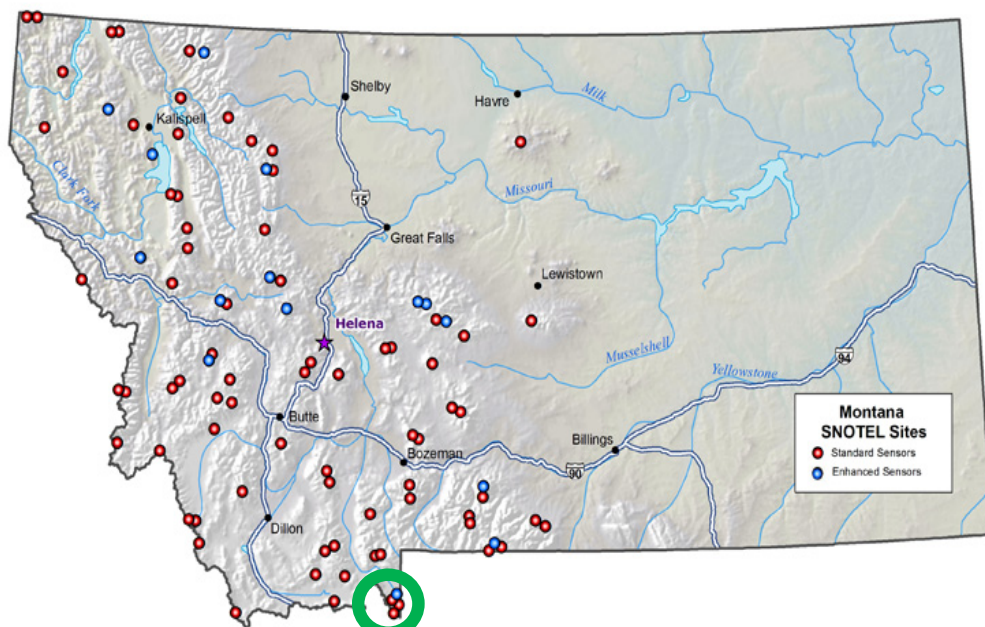 Shelby
Havre
Milk
Kalispell
Clark Fork
15
Missouri
Great Falls
Lewistown
Helena
Musselshell
Yellowstone
94
Butte
Billings
Bozeman
90
Dillon
Montana
SNOTEL Sites
Standard Sensors
Enhanced Sensors